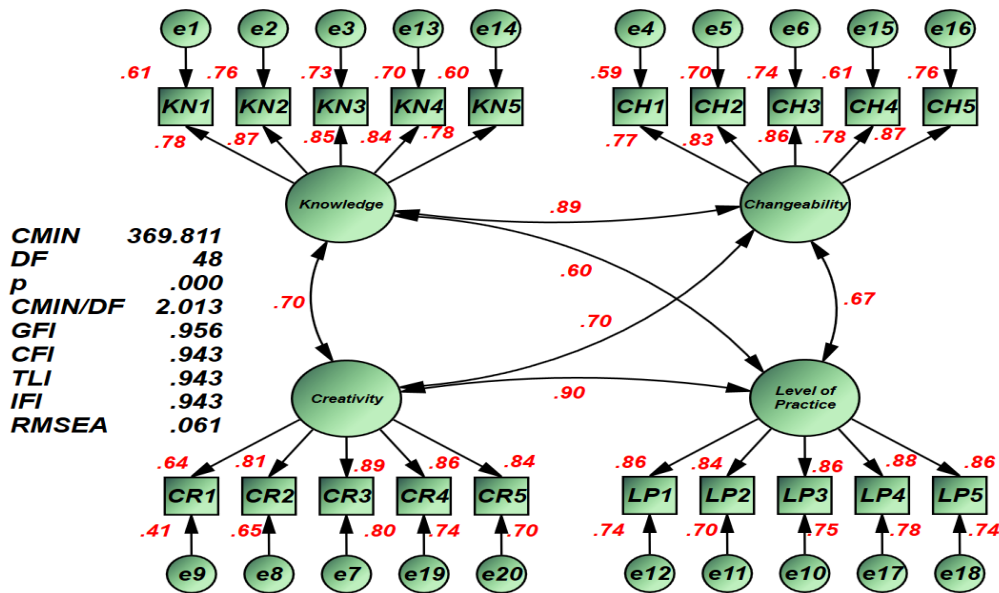 e1 e2 e3 e13 e14 e4 e5 e6 e15 e16
.61 .76 .73 .70 .60 .59 .70 .74 .61 .76
KN1 KN2 KN3 KN4 KN5 CH1 CH2 CH3 CH4 CH5
.78 .87 .85 .84 .78 .77 .83 .86 .78 .87
Knowledge Changeability
.89
CMIN 369.811
DF 48
p .000
CMIN/DF 2.013
GFI .956
CFI .943
TLI .943
IFI .943
RMSEA .061
.60
.70 .67
.70
.90
Creativity
Level of
Practice
.64 .81 .89 .86 .84 .86 .84 .86 .88 .86
CR1 CR2 CR3 CR4 CR5 LP1 LP2 LP3 LP4 LP5
.41 .65 .80 .74 .70 .74 .70 .75 .78 .74
e9 e8 e7 e19 e20 e12 e11 e10 e17 e18